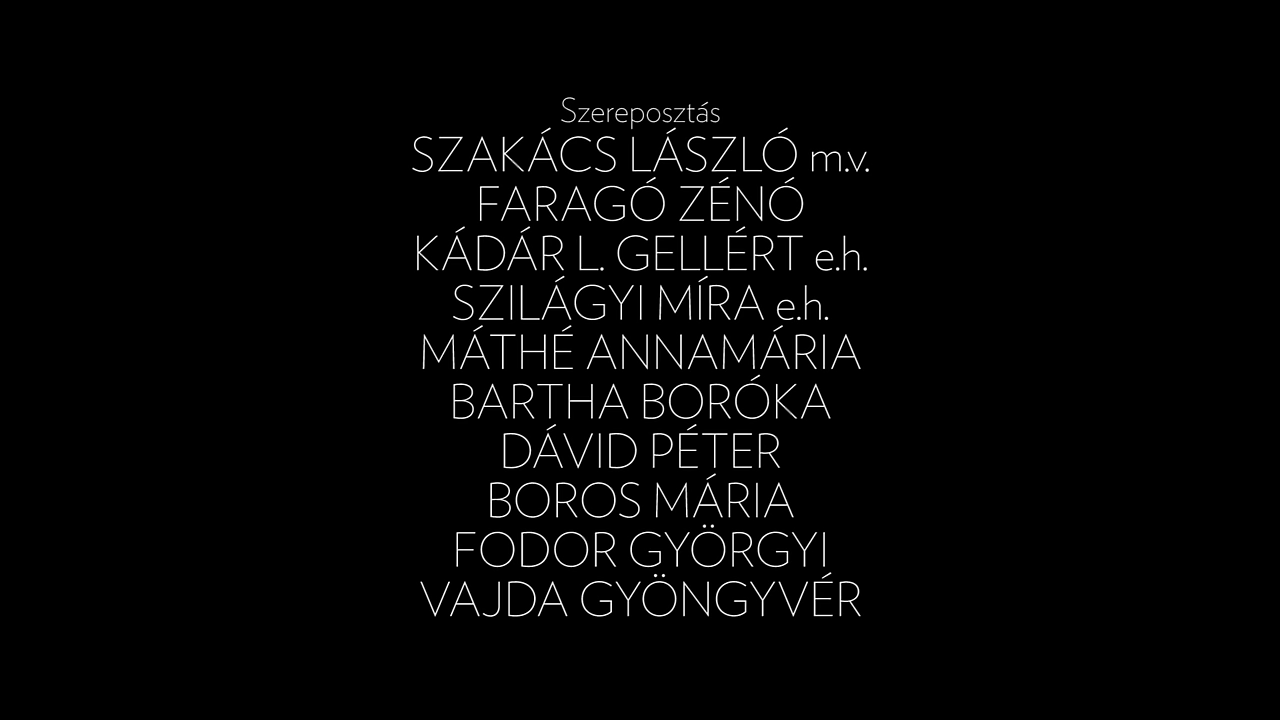 Szereposztás
SZAKÁCS LÁSZLÓ m.v.
FARAGÓ ZÉNÓ
KÁDÁR L. GELLÉRT e.h.
SZILÁGYI MÍRA e.h.
MÁTHÉ ANNAMÁRIA
BARTHA BORÓKA
DÁVID PÉTER
BOROS MÁRIA
FODOR GYÖRGYI
VAJDA GYÖNGYVÉR